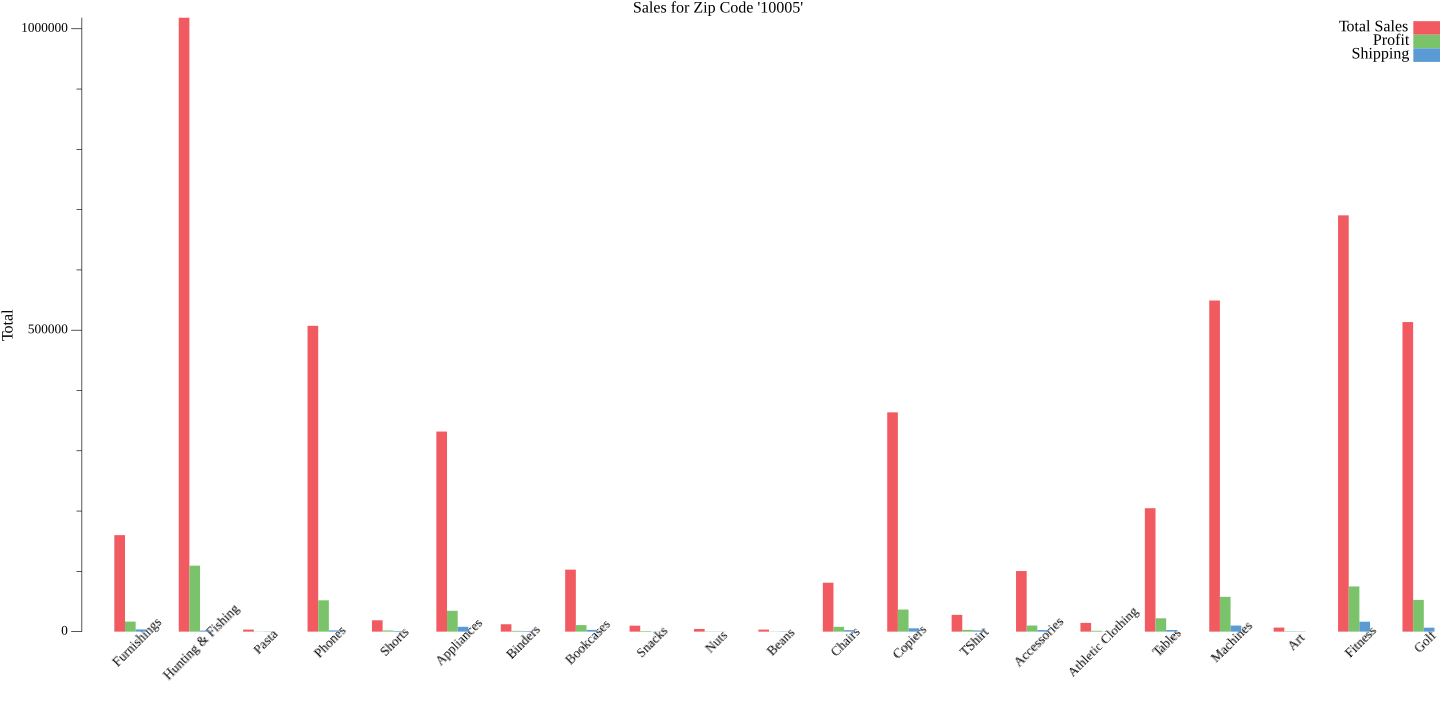 Sales for Zip Code '10005'
Total Sales
Profit
Shipping
Total
1000000
500000
0
Furnishings
Hunting & Fishing
Pasta
Phones
Shorts
Appliances
Binders
Bookcases
Snacks
Nuts
Beans
Chairs
Copiers
TShirt
Accessories
Athletic Clothing
Tables
Machines
Art
Fitness
Golf